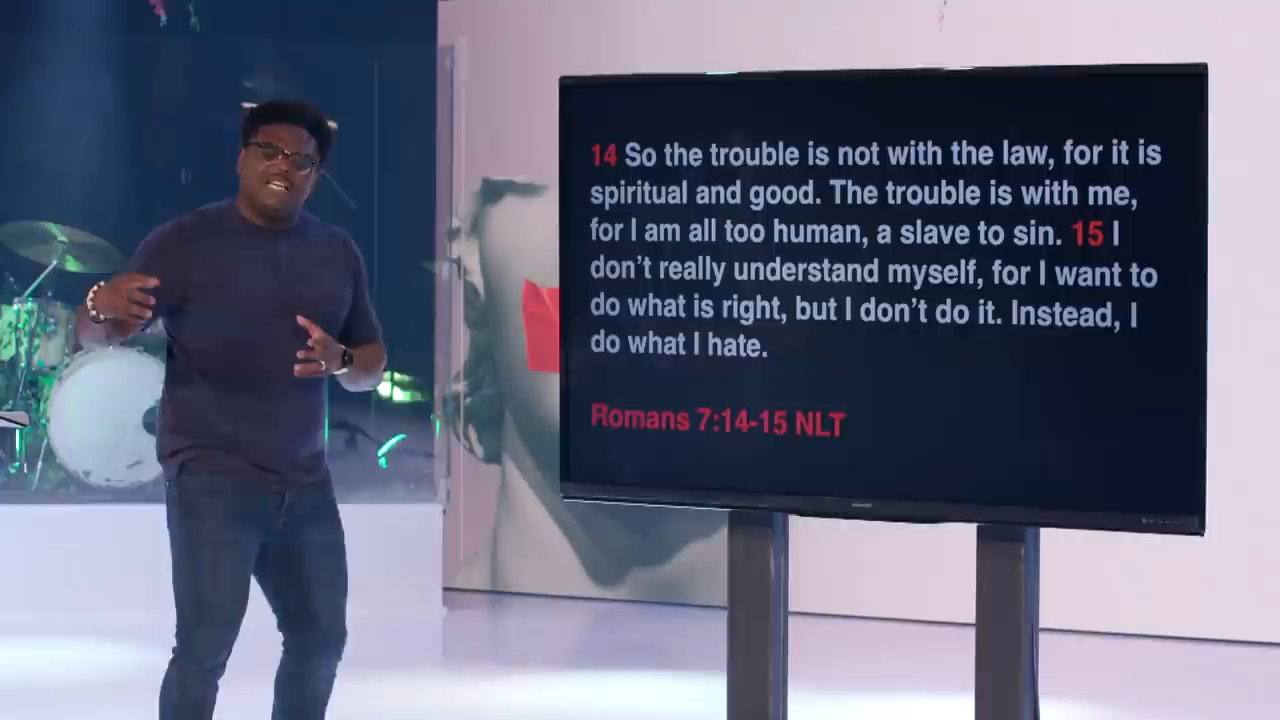 14 So the trouble is not with the law, for it is
spiritual and good. The trouble is with me,
for I am all too human, a slave to sin. 15 I
don't really understand myself, for I want to
do what is right, but I don't do it. Instead, I
do what I hate.
Romans 7:14-15 NLT